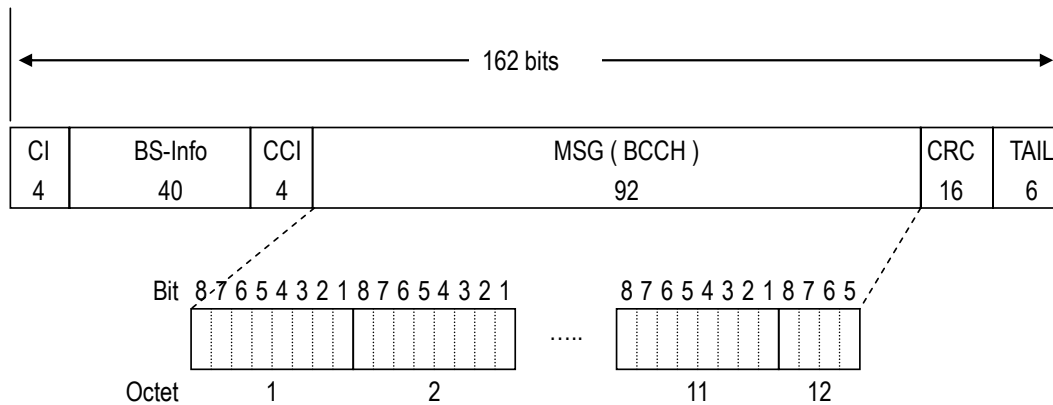 162 bits
CI BS-Info CCI MSG ( BCCH ) CRC TAIL
4 40 4 92 16 6
Bit 8 7 6 5 4 3 2 1 8 7 6 5 4 3 2 1 8 7 6 5 4 3 2 1 8 7 6 5
.....
Octet 1 2 11 12